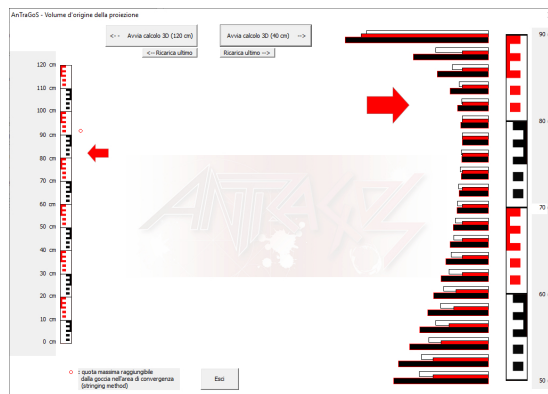 AnTraGoS - Volume d'origine della proiezione
<-- Avvia calcolo 3D (120 cm)
Avvia calcolo 3D (40 cm) -->
<-- Ricarica ultimo
Ricarica ultimo -->
120 cm
110 cm
100 cm
90 cm
80 cm
70 cm
60 cm
50 cm
40 cm
30 cm
20 cm
10 cm
0 cm
90
80
70
60
50
ANTRAGOS
: quota massima raggiungibile
dalla goccia nell'area di convergenza
(stringing method)
Esci